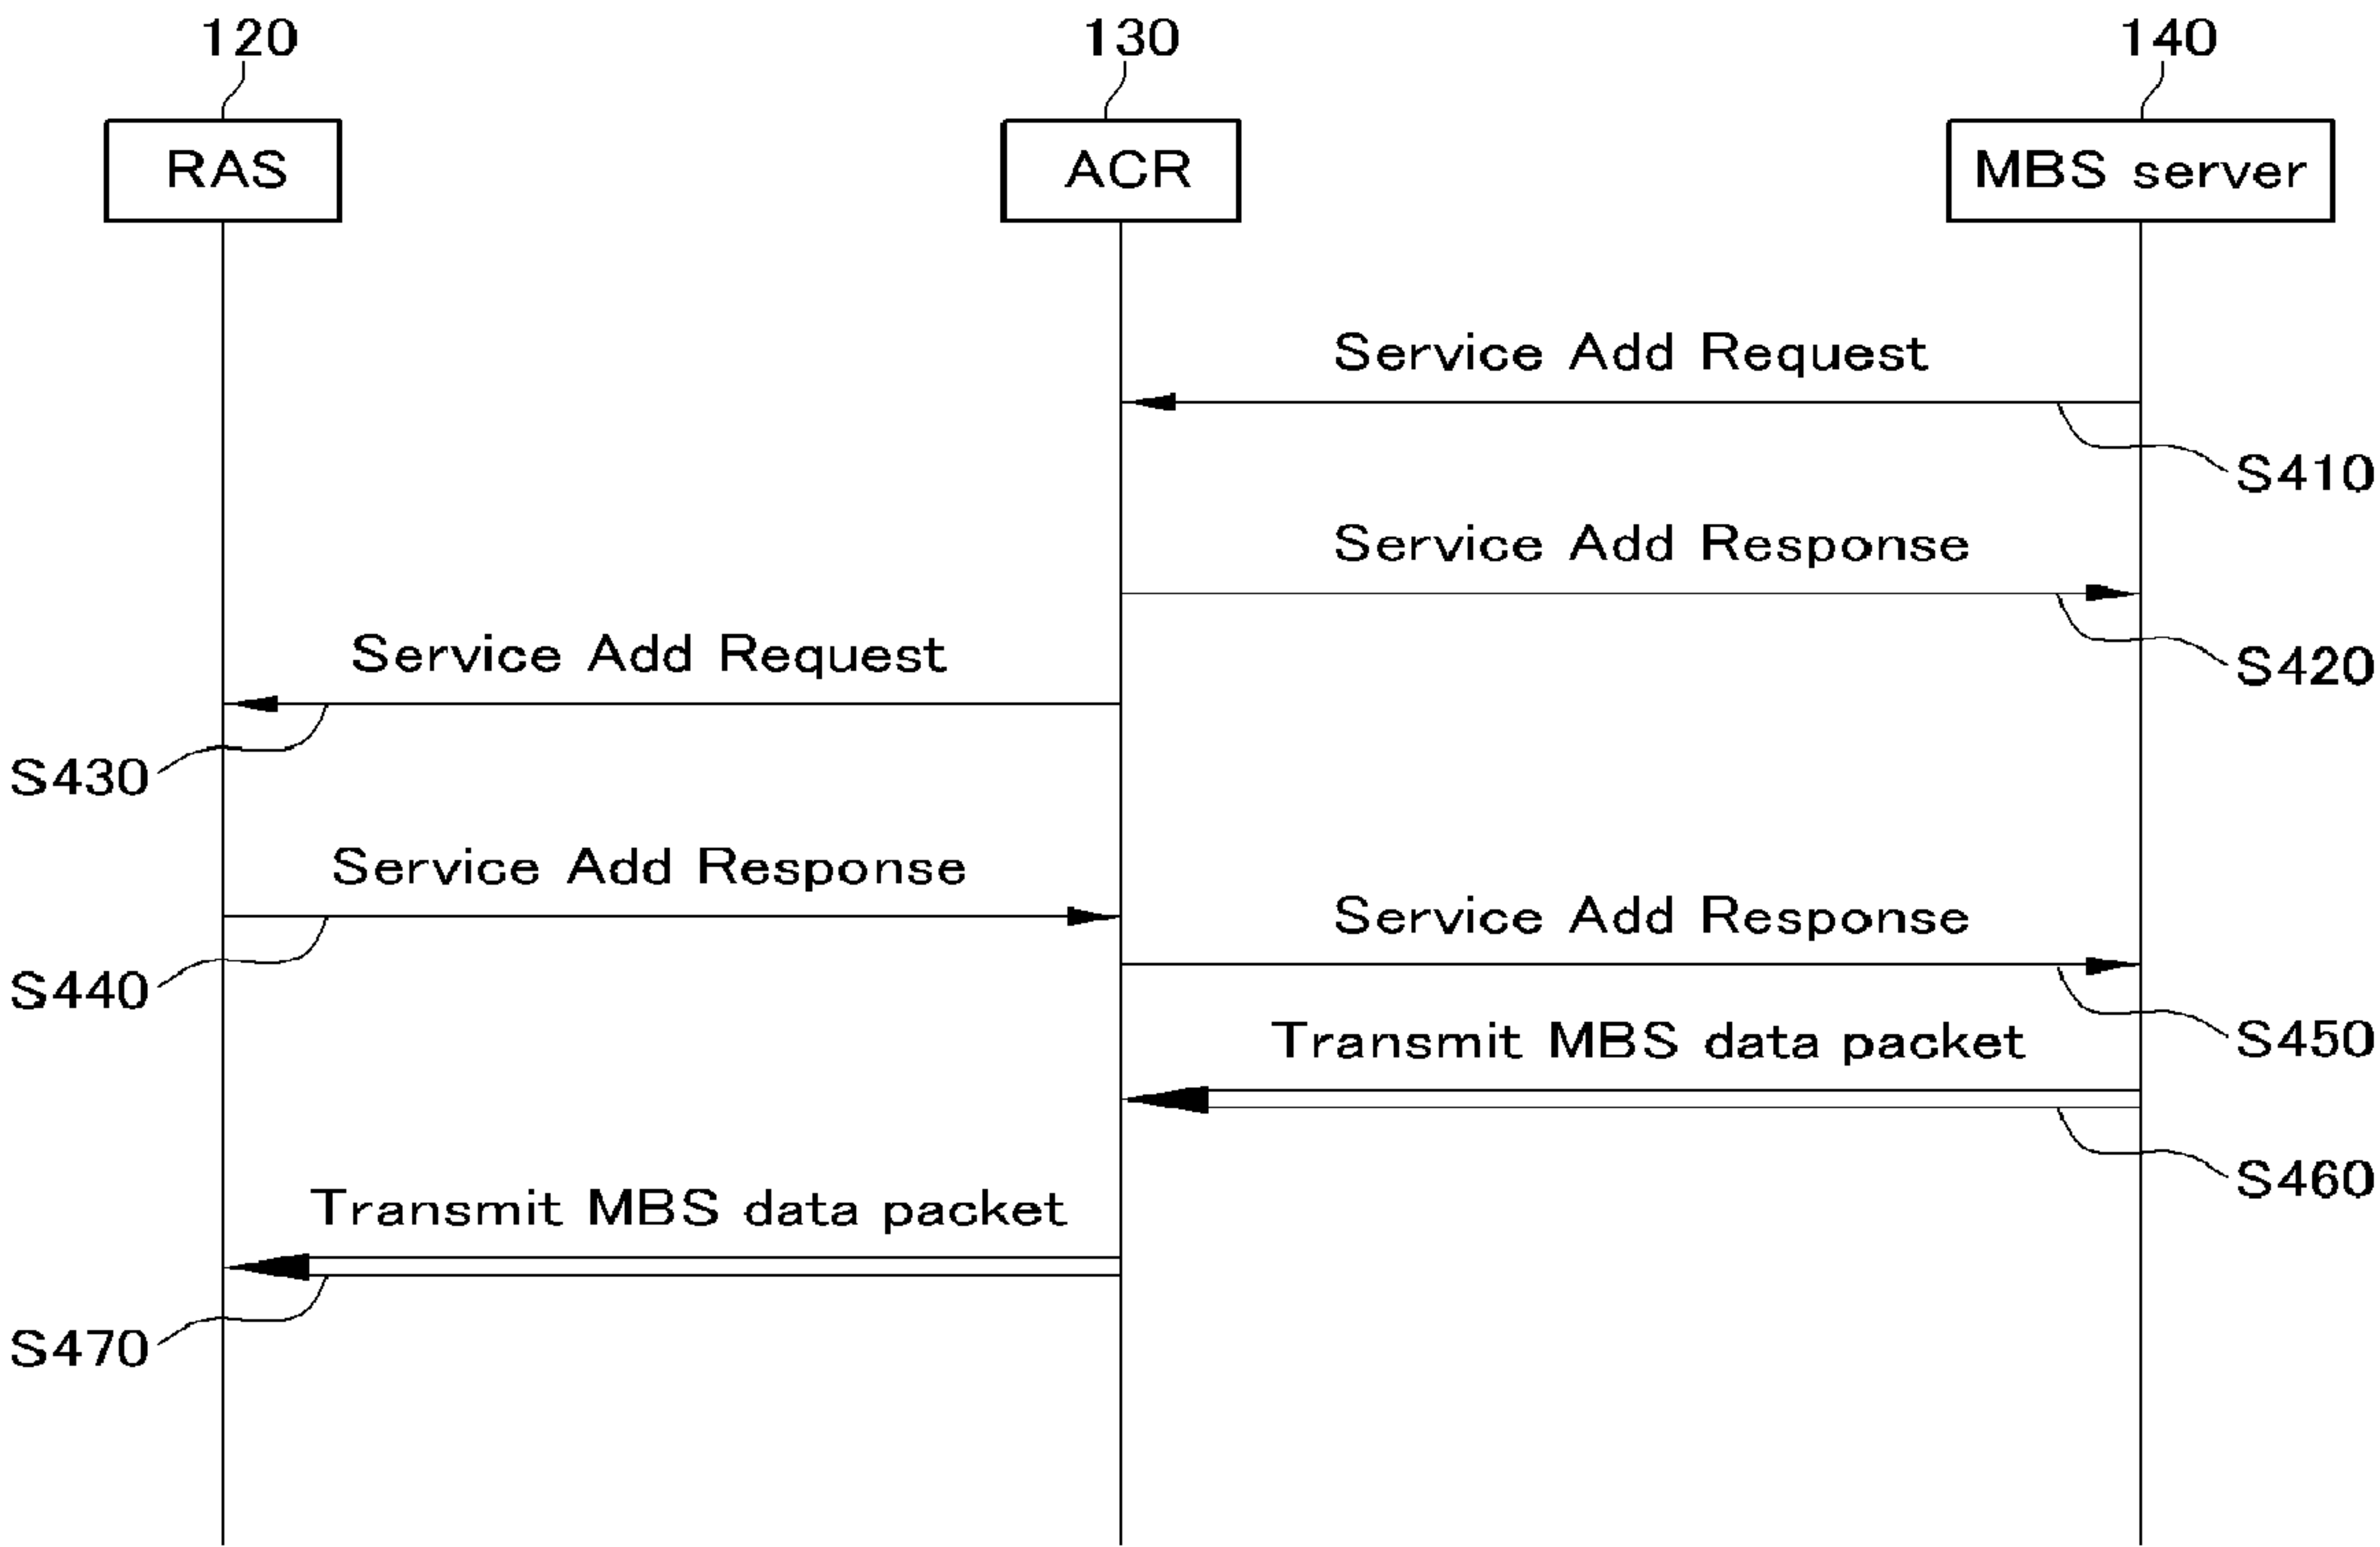 120
130
140
RAS
ACR
MBS server
Service Add Request
S410
Service Add Response
S420
Service Add Request
S430
Service Add Response
S440
Service Add Response
S450
Transmit MBS data packet
S460
Transmit MBS data packet
S470